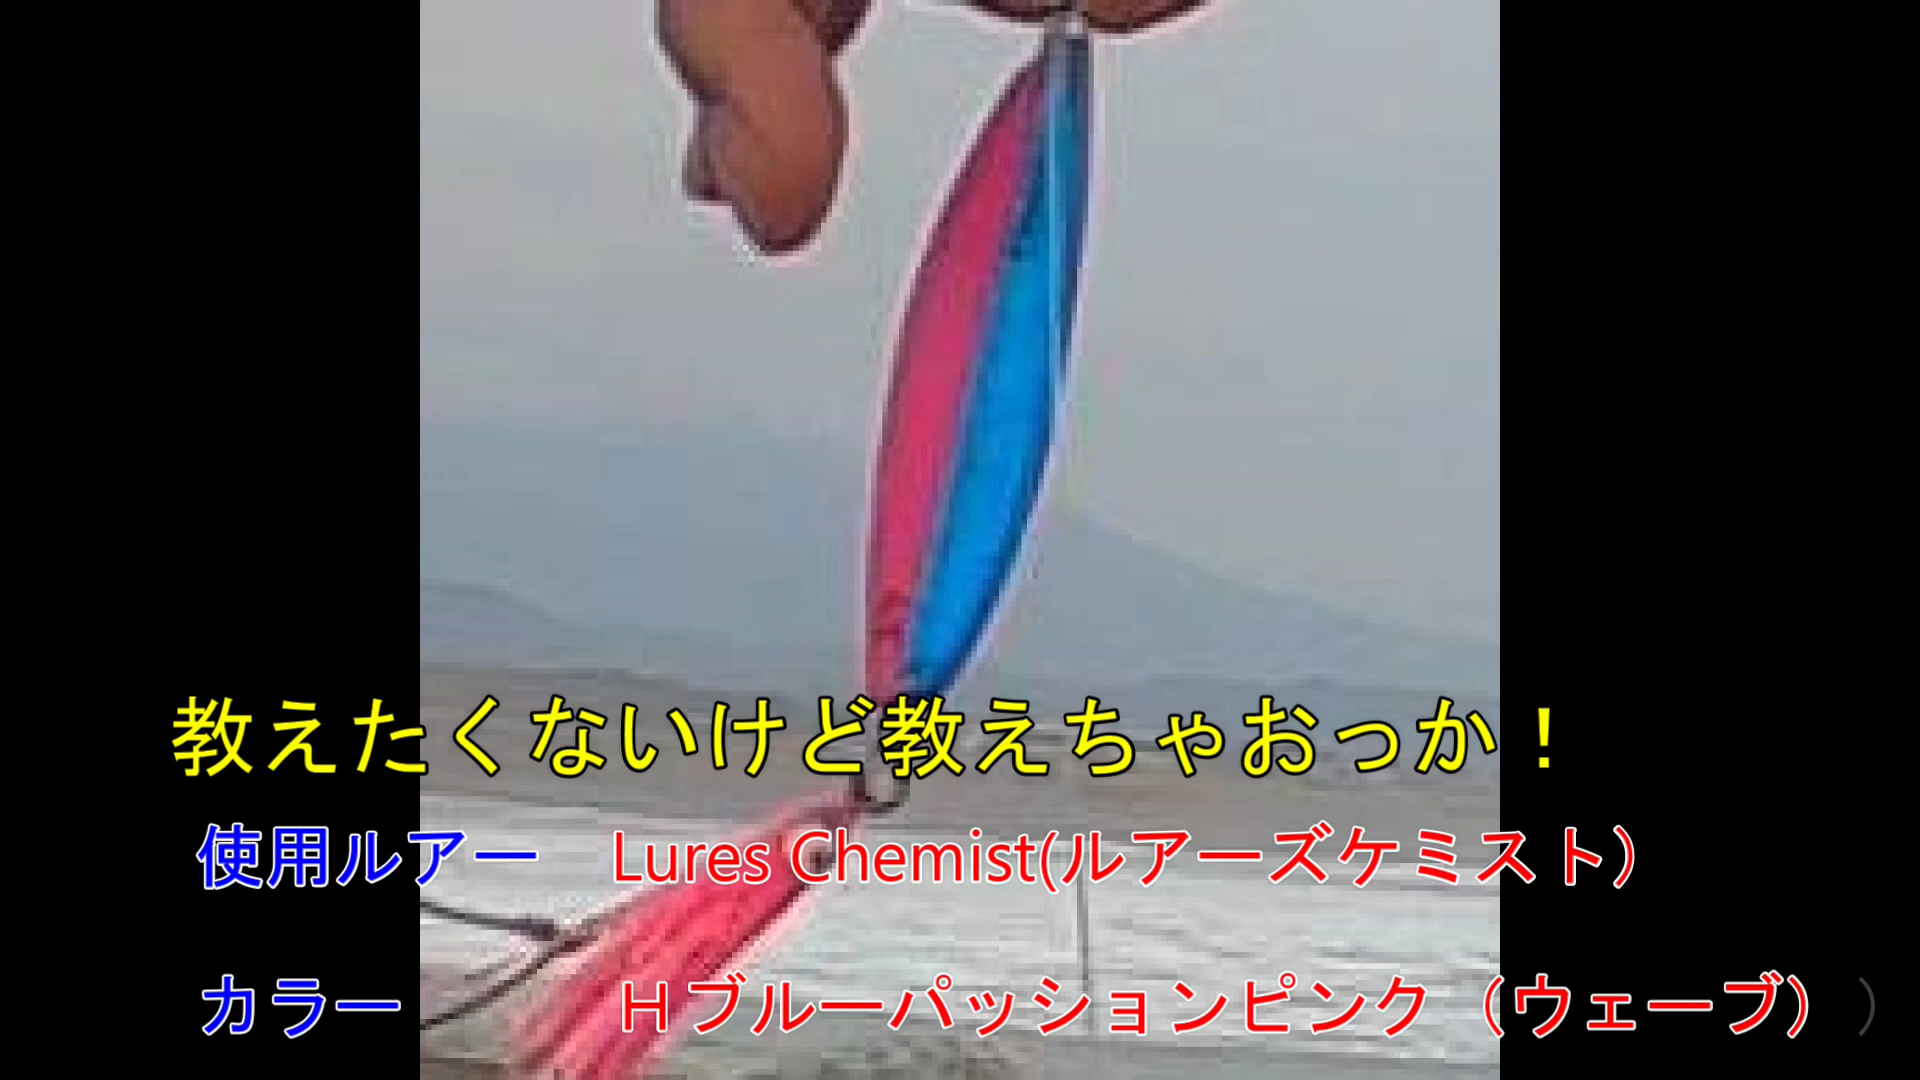 教えたくないけど教えちゃおっか！
使用ルアー　Lures Chemist(ルアーズケミスト）
カラー　Ｈブルーパッションピンク（ウェーブ））